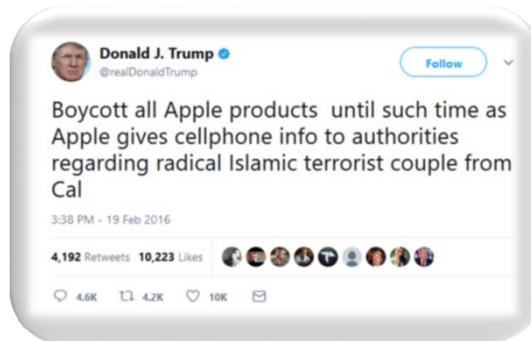 Donald J. Trump
@realDonaldTrump
Follow
Boycott all Apple products until such time as
Apple gives cellphone info to authorities
regarding radical Islamic terrorist couple from
Cal
3:38 PM - 19 Feb 2016
4,192 Retweets 10,223 Likes
4.6K 4.2K 10K